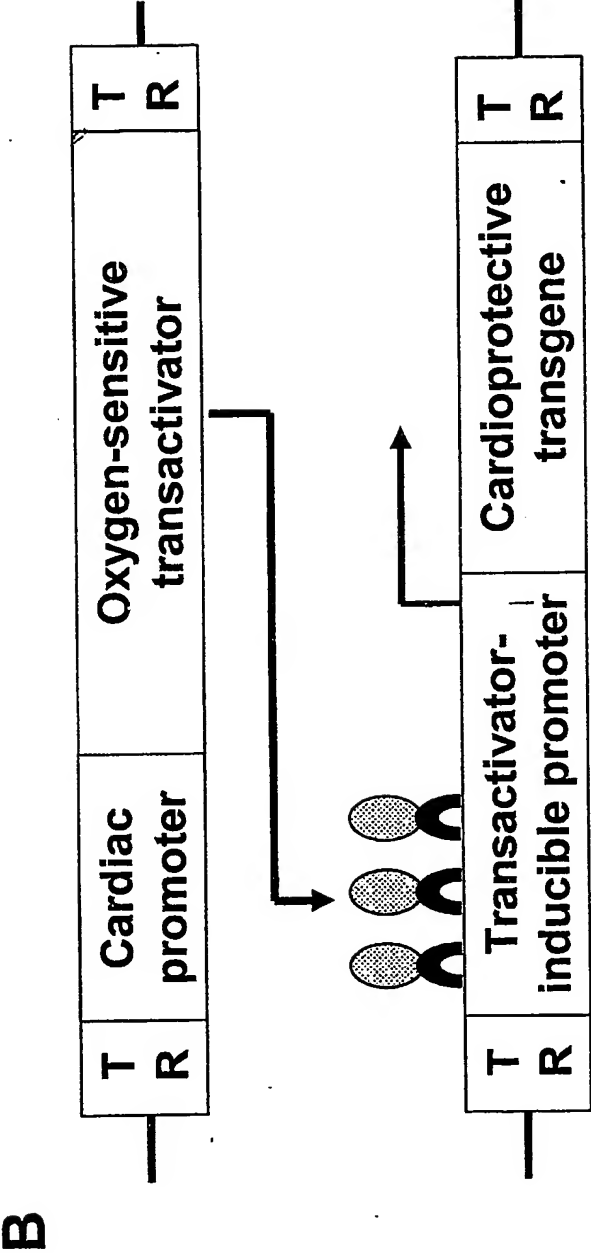 B
T
R
Cardiac
promoter
Oxygen-sensitive
transactivator
T
R
T
R
Transactivator-
inducible promoter
Cardioprotective
transgene
T
R